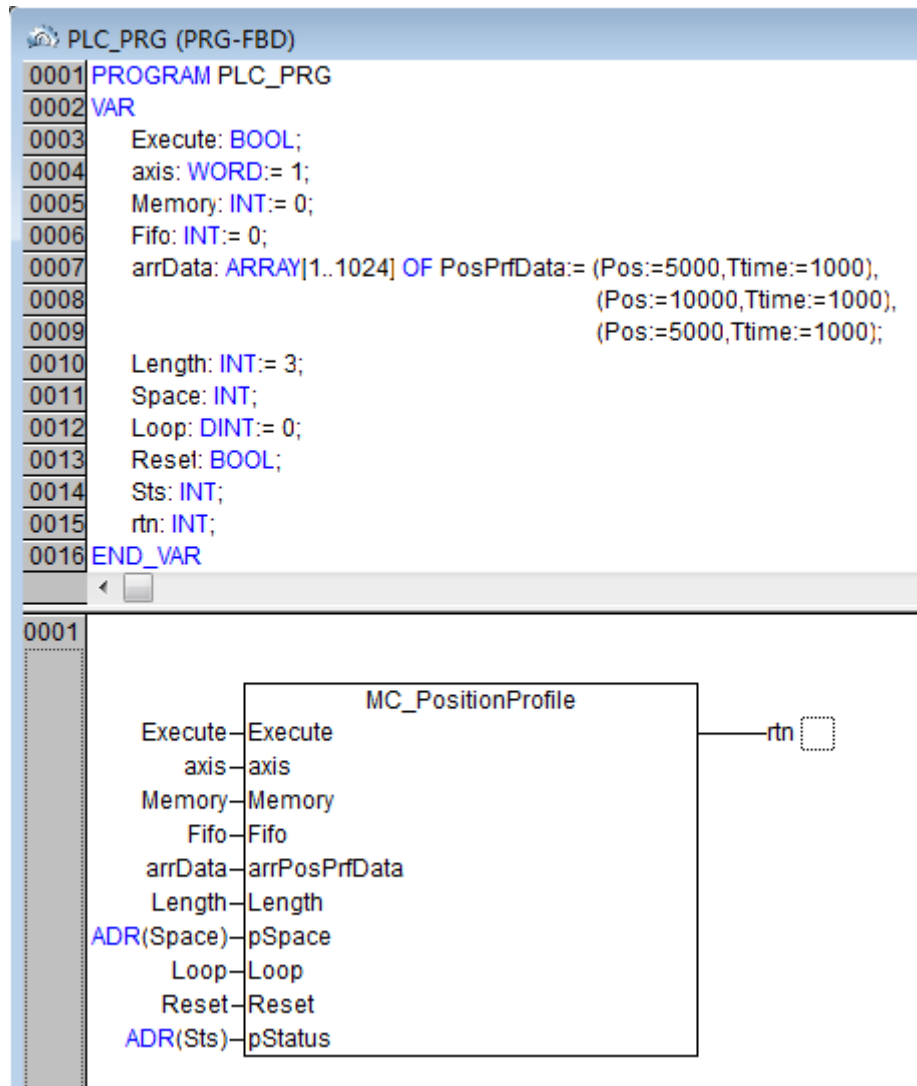 PLC_PRG (PRG-FBD)
0001 PROGRAM PLC_PRG
0002 VAR
0003 Execute: BOOL;
0004 axis: WORD:= 1;
0005 Memory: INT:= 0;
0006 Fifo: INT:= 0;
0007 arrData: ARRAY[1..1024] OF PosPrfData:= (Pos:=5000,Ttime:=1000),
0008 (Pos:=10000,Ttime:=1000),
0009 (Pos:=5000,Ttime:=1000);
0010 Length: INT:= 3;
0011 Space: INT;
0012 Loop: DINT:= 0;
0013 Reset: BOOL;
0014 Sts: INT;
0015 rtn: INT;
0016 END_VAR
0001
MC_PositionProfile
Execute Execute rtn
axis axis
Memory Memory
Fifo Fifo
arrData arrPosPrfData
Length Length
ADR(Space) pSpace
Loop Loop
Reset Reset
ADR(Sts) pStatus